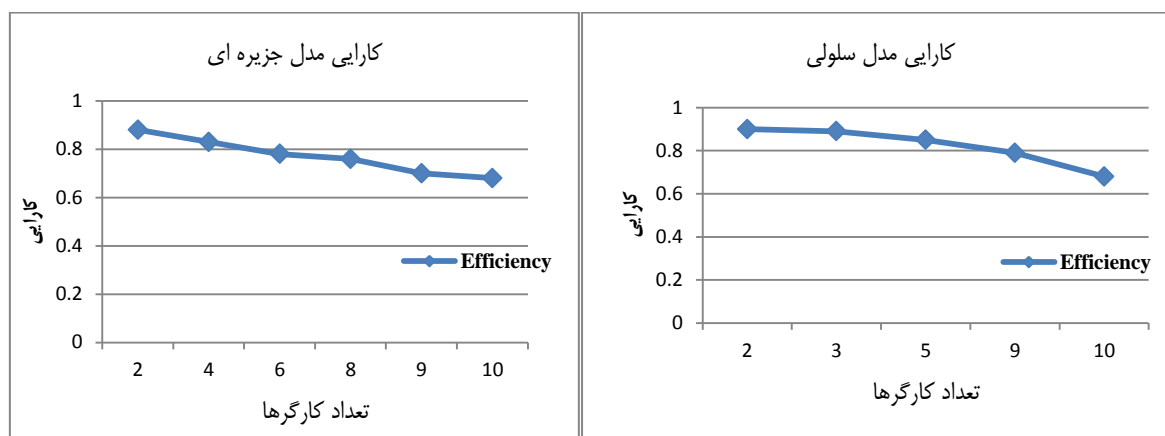 کارایی مدل جزیره ای
1
0.8
0.6
0.4
0.2
0
کارایی
Efficiency
2 4 6 8 9 10
تعداد کارگرها
کارایی مدل سلولی
1
0.8
0.6
0.4
0.2
0
کارایی
Efficiency
2 3 5 9 10
تعداد کارگرها